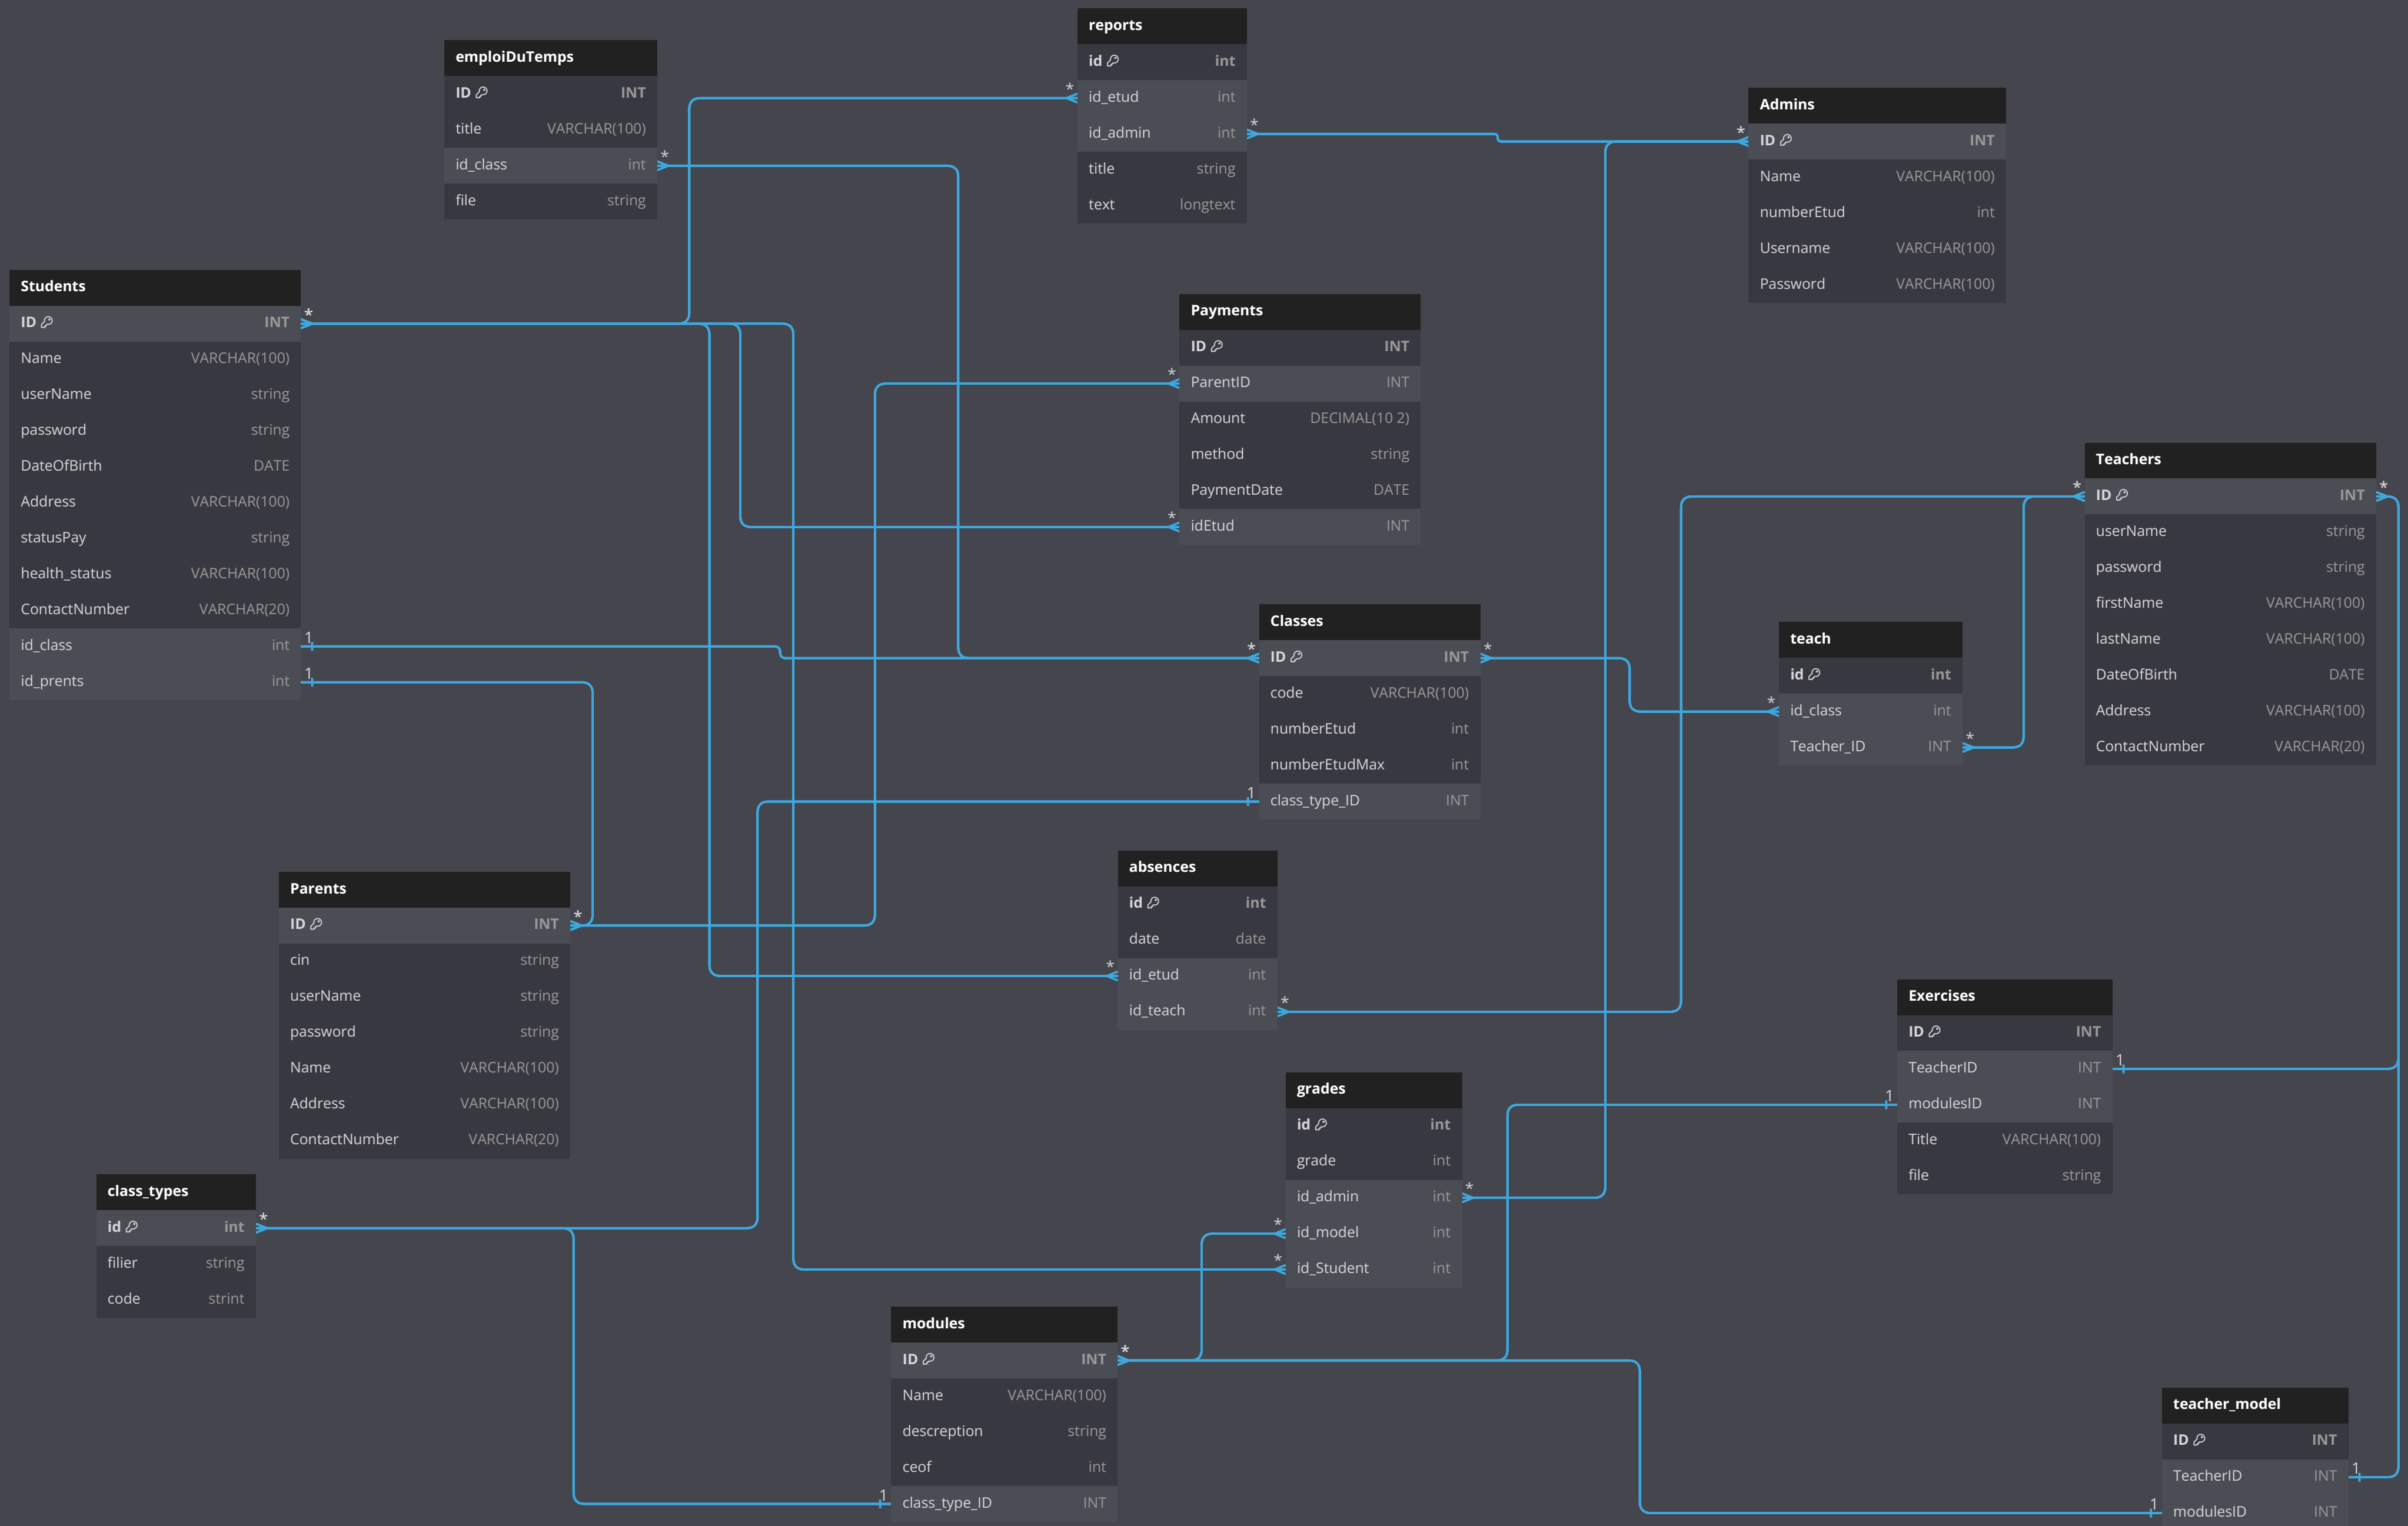 reports
id int
id_etud int
id_admin int
title string
text longtext
emploiDuTemps
ID INT
title VARCHAR(100)
id_class int
file string
Admins
ID INT
Name VARCHAR(100)
numberEtud int
Username VARCHAR(100)
Password VARCHAR(100)
Students
ID INT
Name VARCHAR(100)
userName string
password string
DateOfBirth DATE
Address VARCHAR(100)
statusPay string
health_status VARCHAR(100)
ContactNumber VARCHAR(20)
id_class int
id_prents int
Payments
ID INT
ParentID INT
Amount DECIMAL(10 2)
method string
PaymentDate DATE
idEtud INT
Teachers
ID INT
userName string
password string
firstName VARCHAR(100)
lastName VARCHAR(100)
DateOfBirth DATE
Address VARCHAR(100)
ContactNumber VARCHAR(20)
Classes
ID INT
code VARCHAR(100)
numberEtud int
numberEtudMax int
class_type_ID INT
teach
id int
id_class int
Teacher_ID INT
Parents
ID INT
cin string
userName string
password string
Name VARCHAR(100)
Address VARCHAR(100)
ContactNumber VARCHAR(20)
absences
id int
date date
id_etud int
id_teach int
Exercises
ID INT
TeacherID INT
modulesID INT
Title VARCHAR(100)
file string
grades
id int
grade int
id_admin int
id_model int
id_Student int
class_types
id int
filier string
code strint
modules
ID INT
Name VARCHAR(100)
descreption string
ceof int
class_type_ID INT
teacher_model
ID INT
TeacherID INT
modulesID INT
*
*
*
*
*
1
1
*
*
*
*
*
*
*
*
*
1
*
*
*
1
1
*
*
*
*
*
1
1
1